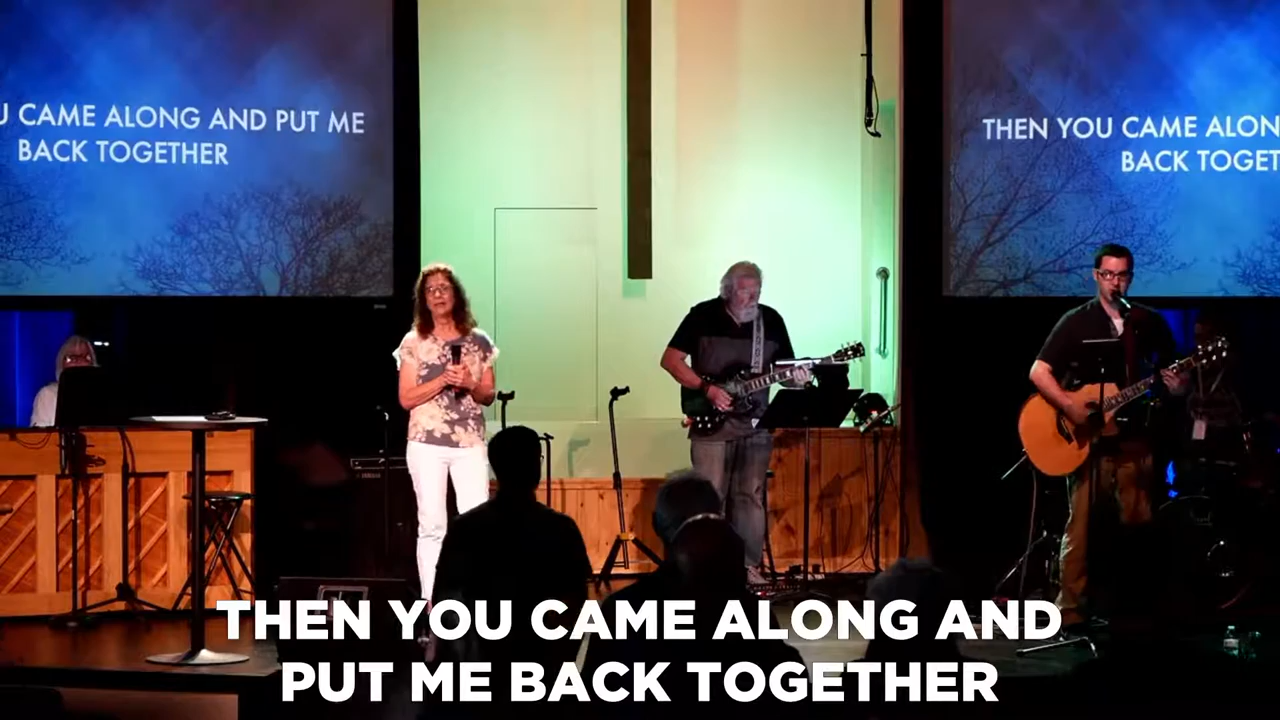 U CAME ALONG AND PUT ME
BACK TOGETHER
THEN YOU CAME ALON
BACK TOGET
THEN YOU CAME ALONG AND
PUT ME BACK TOGETHER